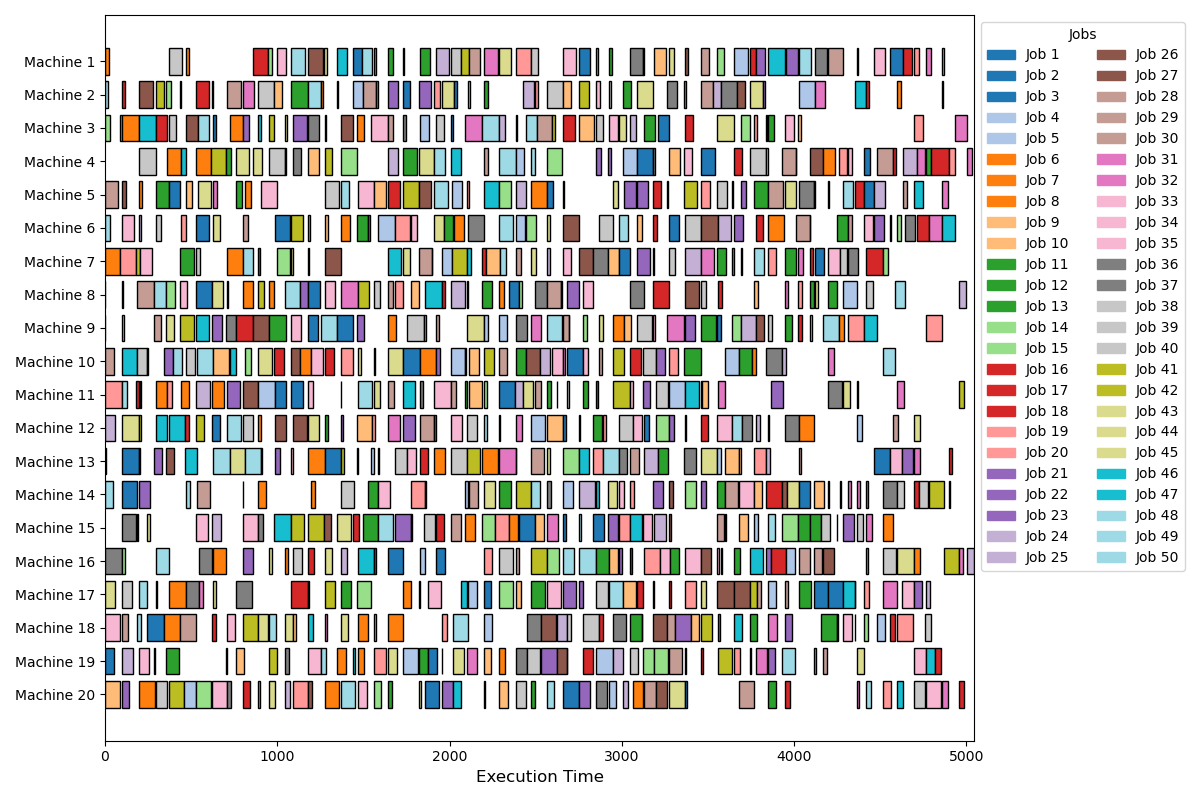 Jobs
Job 1 Job 26
Job 2 Job 27
Job 3 Job 28
Job 4 Job 29
Job 5 Job 30
Job 6 Job 31
Job 7 Job 32
Job 8 Job 33
Job 9 Job 34
Job 10 Job 35
Job 11 Job 36
Job 12 Job 37
Job 13 Job 38
Job 14 Job 39
Job 15 Job 40
Job 16 Job 41
Job 17 Job 42
Job 18 Job 43
Job 19 Job 44
Job 20 Job 45
Job 21 Job 46
Job 22 Job 47
Job 23 Job 48
Job 24 Job 49
Job 25 Job 50
Machine 1
Machine 2
Machine 3
Machine 4
Machine 5
Machine 6
Machine 7
Machine 8
Machine 9
Machine 10
Machine 11
Machine 12
Machine 13
Machine 14
Machine 15
Machine 16
Machine 17
Machine 18
Machine 19
Machine 20
0 1000 2000 3000 4000 5000
Execution Time